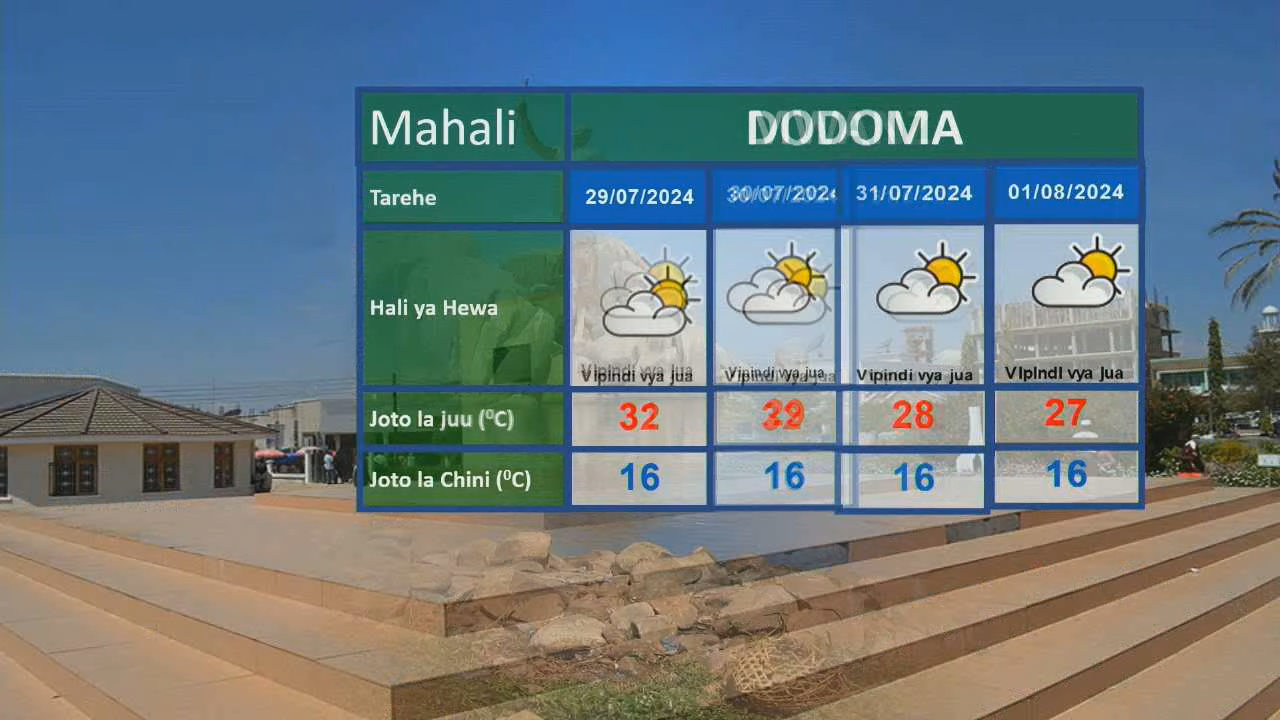 Mahali DODOMA
Tarehe 29/07/2024 30/07/2024 31/07/2024 01/08/2024
Hali ya Hewa Vipindi vya jua Vipindi vya jua Vipindi vya jua Vipindi vya jua
Joto la juu (⁰C) 32 28 27
Joto la Chini (⁰C) 16 16 16 16